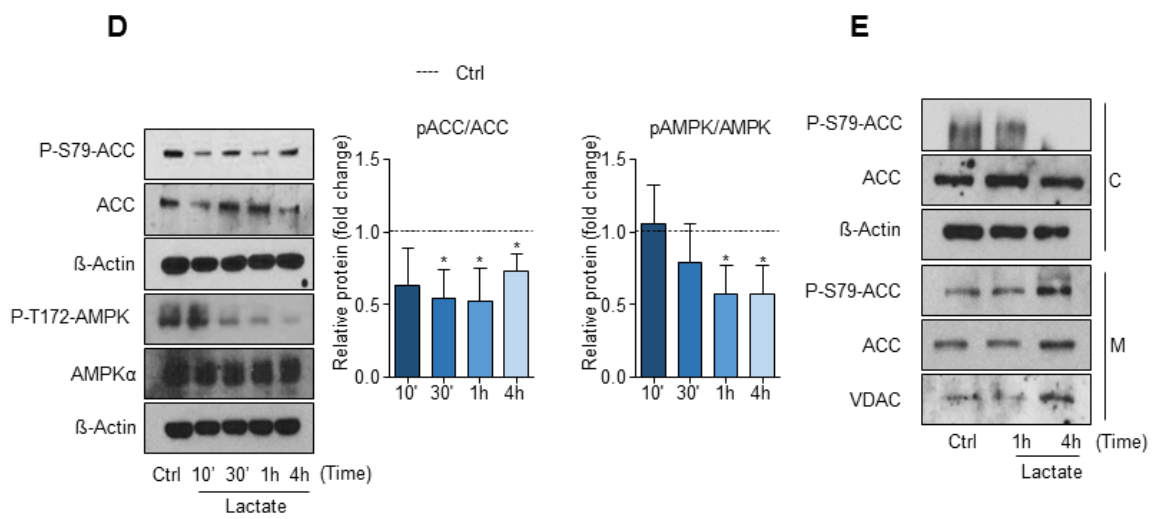 D
E
---- Ctrl
pACC/ACC
pAMPK/AMPK
P-S79-ACC
ACC
ß-Actin
P-T172-AMPK
AMPKα
ß-Actin
Ctrl 10’ 30’ 1h 4h (Time)
Lactate
Relative protein (fold change)
1.5
1.0
0.5
0.0
10’ 30’ 1h 4h
* * *
Relative protein (fold change)
1.5
1.0
0.5
0.0
10’ 30’ 1h 4h
* *
P-S79-ACC
ACC
ß-Actin
C
P-S79-ACC
ACC
VDAC
M
Ctrl 1h 4h (Time)
Lactate